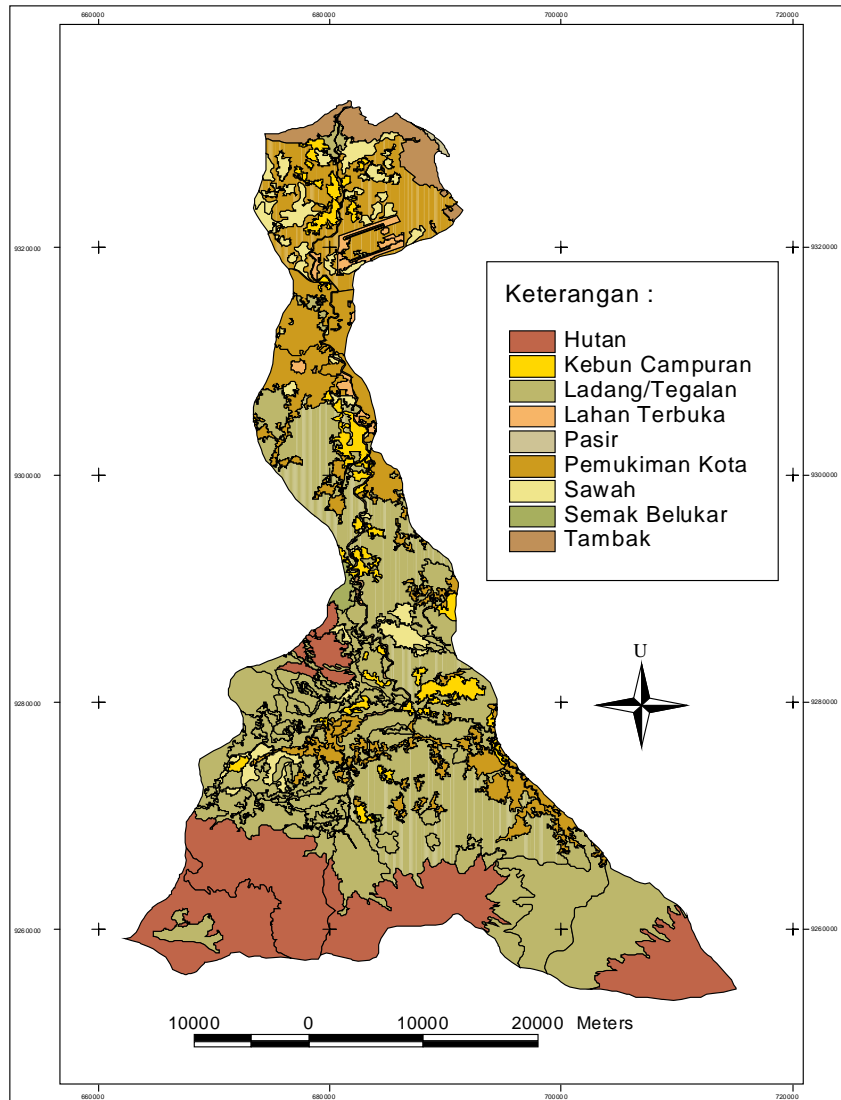 660000 680000 700000 720000
9320000 9320000
Keterangan :
Hutan
Kebun Campuran
Ladang/Tegalan
Lahan Terbuka
Pasir
Pemukiman Kota
Sawah
Semak Belukar
Tambak
9300000 9300000
U
9280000 9280000
9260000 9260000
10000 0 10000 20000 Meters
660000 680000 700000 720000